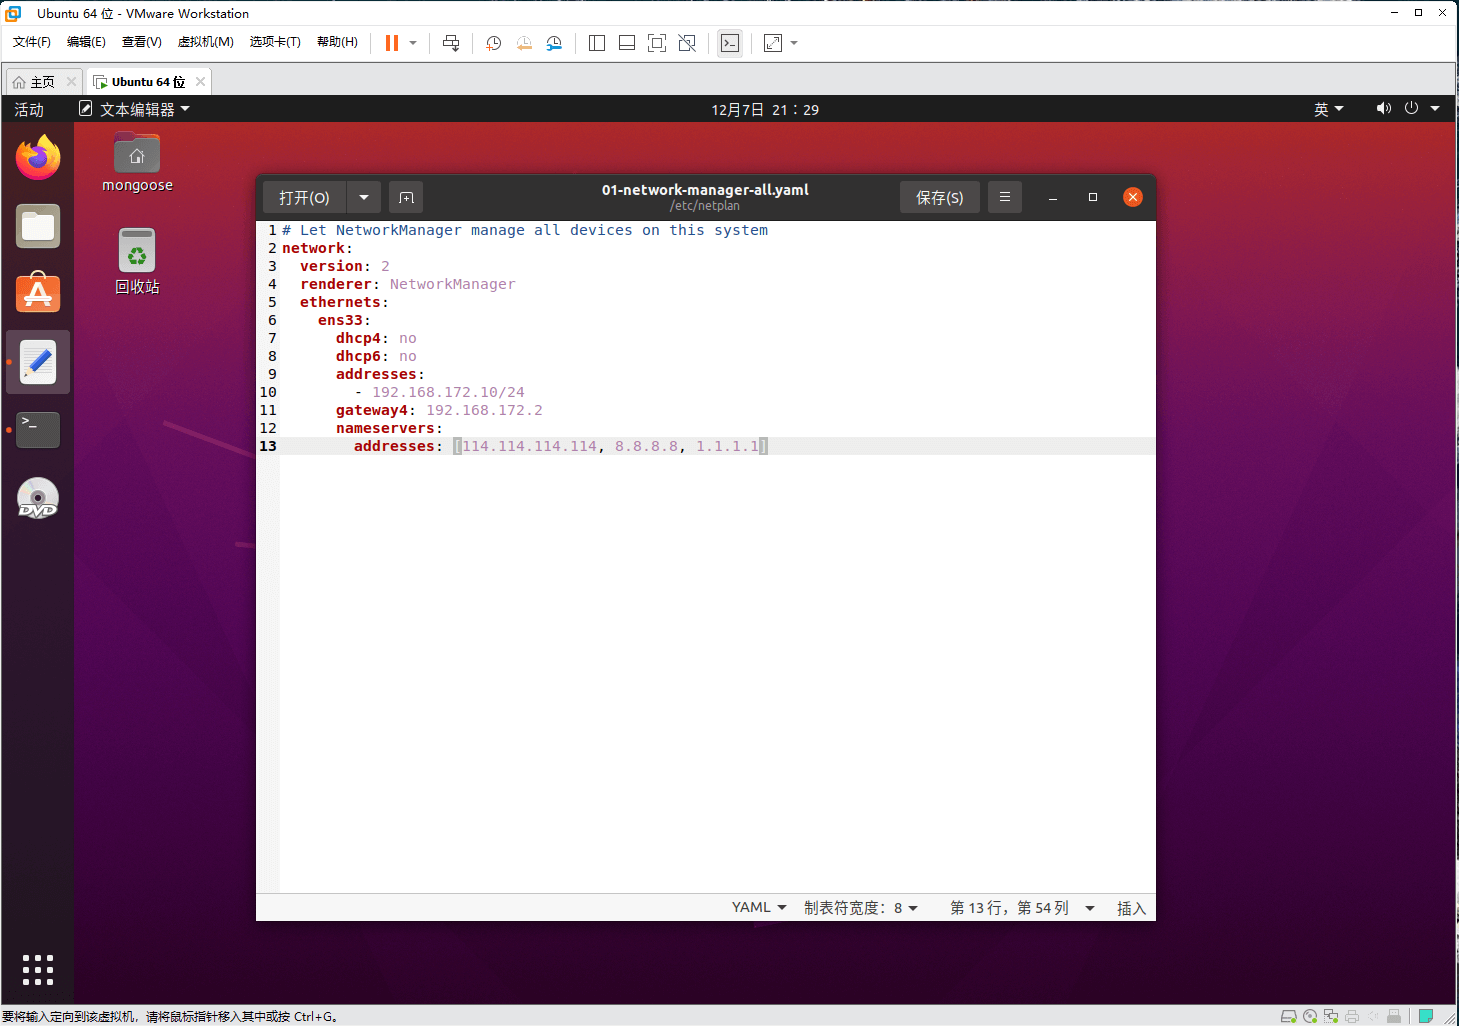 Ubuntu 64 位 - VMware Workstation
文件(F) 编辑(E) 查看(V) 虚拟机(M) 选项卡(T) 帮助(H)
主页 Ubuntu 64 位
活动 文本编辑器 12月7日 21：29 英
mongoose
回收站
DVD
打开(O) 01-network-manager-all.yaml 保存(S)
/etc/netplan
1 # Let NetworkManager manage all devices on this system
2 network:
3   version: 2
4   renderer: NetworkManager
5   ethernets:
6     ens33:
7       dhcp4: no
8       dhcp6: no
9       addresses:
10         - 192.168.172.10/24
11       gateway4: 192.168.172.2
12       nameservers:
13         addresses: [114.114.114.114, 8.8.8.8, 1.1.1.1]
YAML 制表符宽度：8 第 13 行，第 54 列 插入
要将输入定向到该虚拟机，请将鼠标指针移入其中或按 Ctrl+G。